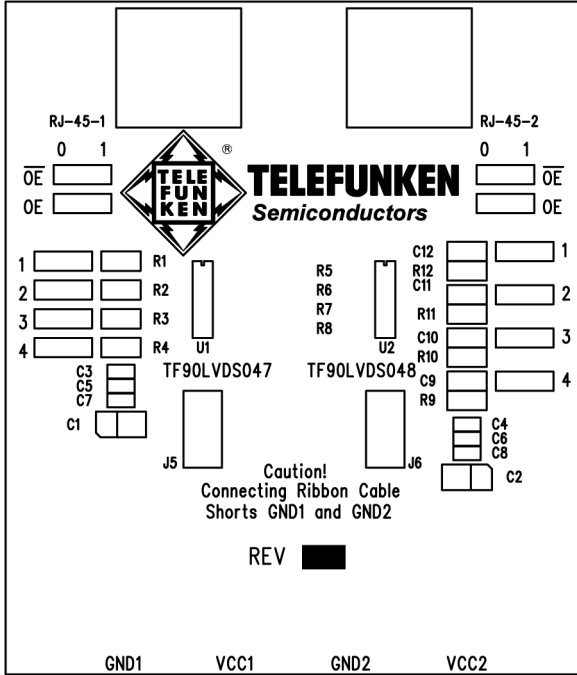 RJ-45-1
RJ-45-2
0 1
0 1
OE
OE
OE
OE
TELE
FUN
KEN
®
TELEFUNKEN
Semiconductors
1 R1
2 R2
3 R3
4 R4
C3
C5
C7
C1
U1
TF90LVDS047
J5
R5
R6
R7
R8
U2
TF90LVDS048
J6
C12 1
R12
C11 2
R11
C10 3
R10
C9 4
R9
C4
C6
C8
C2
Caution!
Connecting Ribbon Cable
Shorts GND1 and GND2
REV
GND1 VCC1 GND2 VCC2